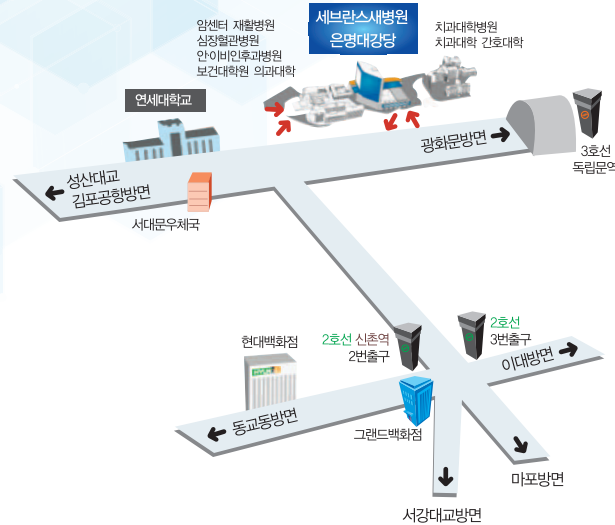 암센터 재활병원
심장혈관병원
안·이비인후과병원
보건대학원 의과대학
세브란스새병원
은명대강당
치과대학병원
치과대학 간호대학
연세대학교
광화문방면
3호선
독립문역
성산대교
김포공항방면
서대문우체국
현대백화점
2호선 신촌역
2번출구
2호선
3번출구
이대방면
동교동방면
그랜드백화점
마포방면
서강대교방면